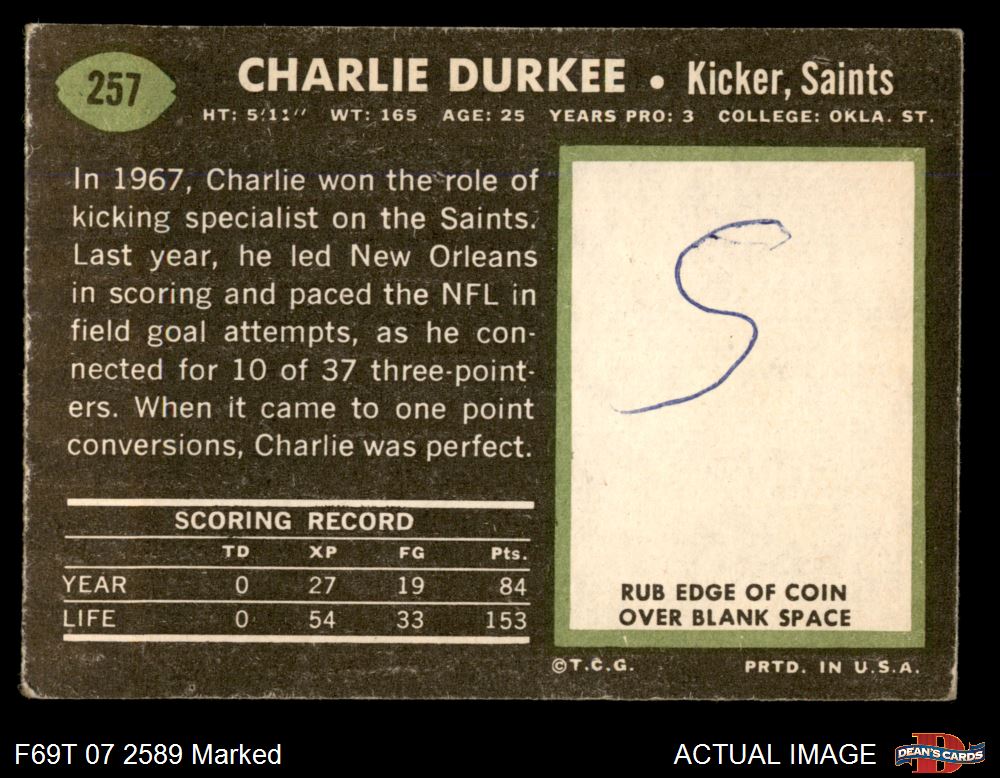 257
CHARLIE DURKEE • Kicker, Saints
HT: 5'11'' WT: 165 AGE: 25 YEARS PRO: 3 COLLEGE: OKLA. ST.
In 1967, Charlie won the role of
kicking specialist on the Saints.
Last year, he led New Orleans
in scoring and paced the NFL in
field goal attempts, as he con-
nected for 10 of 37 three-point-
ers. When it came to one point
conversions, Charlie was perfect.
SCORING RECORD
TD XP FG Pts.
YEAR 0 27 19 84
LIFE 0 54 33 153
S
RUB EDGE OF COIN
OVER BLANK SPACE
©T.C.G. PRTD. IN U.S.A.
F69T 07 2589 Marked
ACTUAL IMAGE
D
DEAN'S CARDS